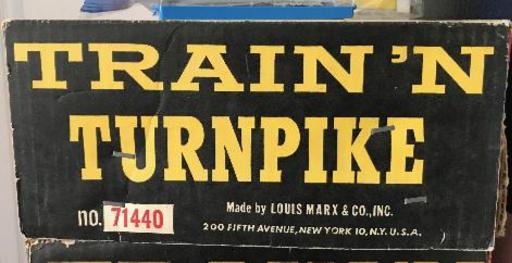 TRAIN 'N
TURNPIKE
no. 71440
Made by LOUIS MARX & CO., INC.
200 FIFTH AVENUE, NEW YORK 10, N.Y. U.S.A.